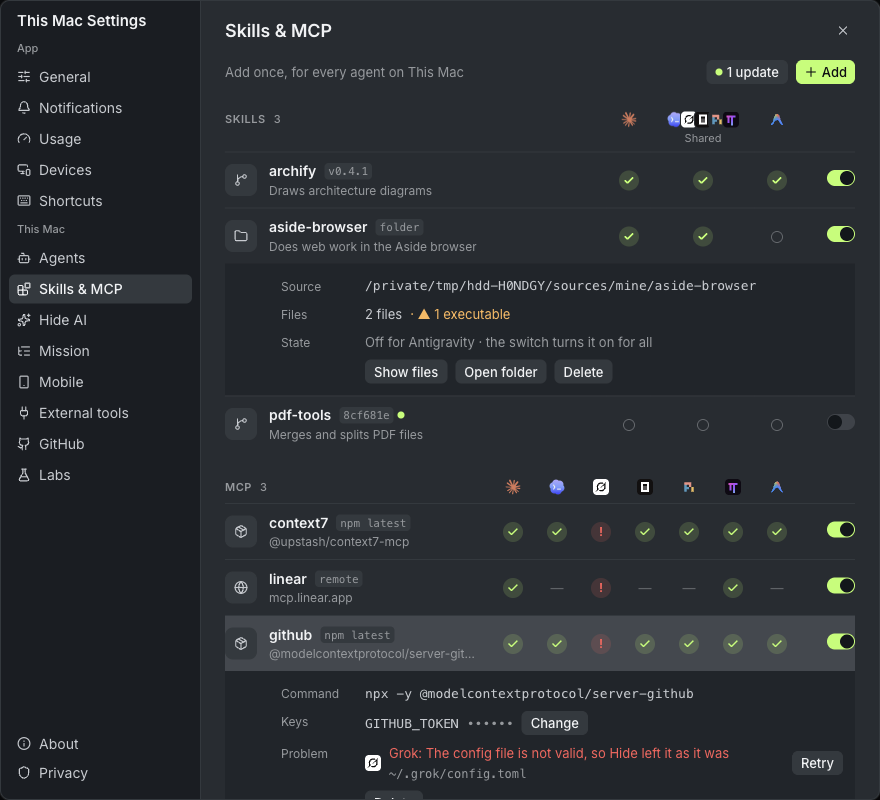 This Mac Settings
App
General
Notifications
Usage
Devices
Shortcuts
This Mac
Agents
Skills & MCP
Hide AI
Mission
Mobile
External tools
GitHub
Labs
About
Privacy
Skills & MCP
Add once, for every agent on This Mac
1 update
+ Add
SKILLS 3
Shared
archify v0.4.1
Draws architecture diagrams
aside-browser folder
Does web work in the Aside browser
Source /private/tmp/hdd-H0NDGY/sources/mine/aside-browser
Files 2 files · 1 executable
State Off for Antigravity · the switch turns it on for all
Show files Open folder Delete
pdf-tools 8cf681e
Merges and splits PDF files
MCP 3
context7 npm latest
@upstash/context7-mcp
linear remote
mcp.linear.app
github npm latest
@modelcontextprotocol/server-git...
Command npx -y @modelcontextprotocol/server-github
Keys GITHUB_TOKEN •••••• Change
Problem Grok: The config file is not valid, so Hide left it as it was
~/.grok/config.toml
Retry